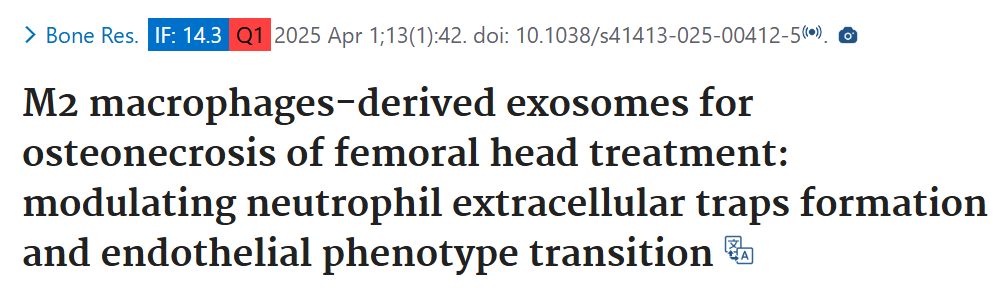 Bone Res. IF: 14.3 Q1 2025 Apr 1;13(1):42. doi: 10.1038/s41413-025-00412-5.
M2 macrophages-derived exosomes for
osteonecrosis of femoral head treatment:
modulating neutrophil extracellular traps formation
and endothelial phenotype transition